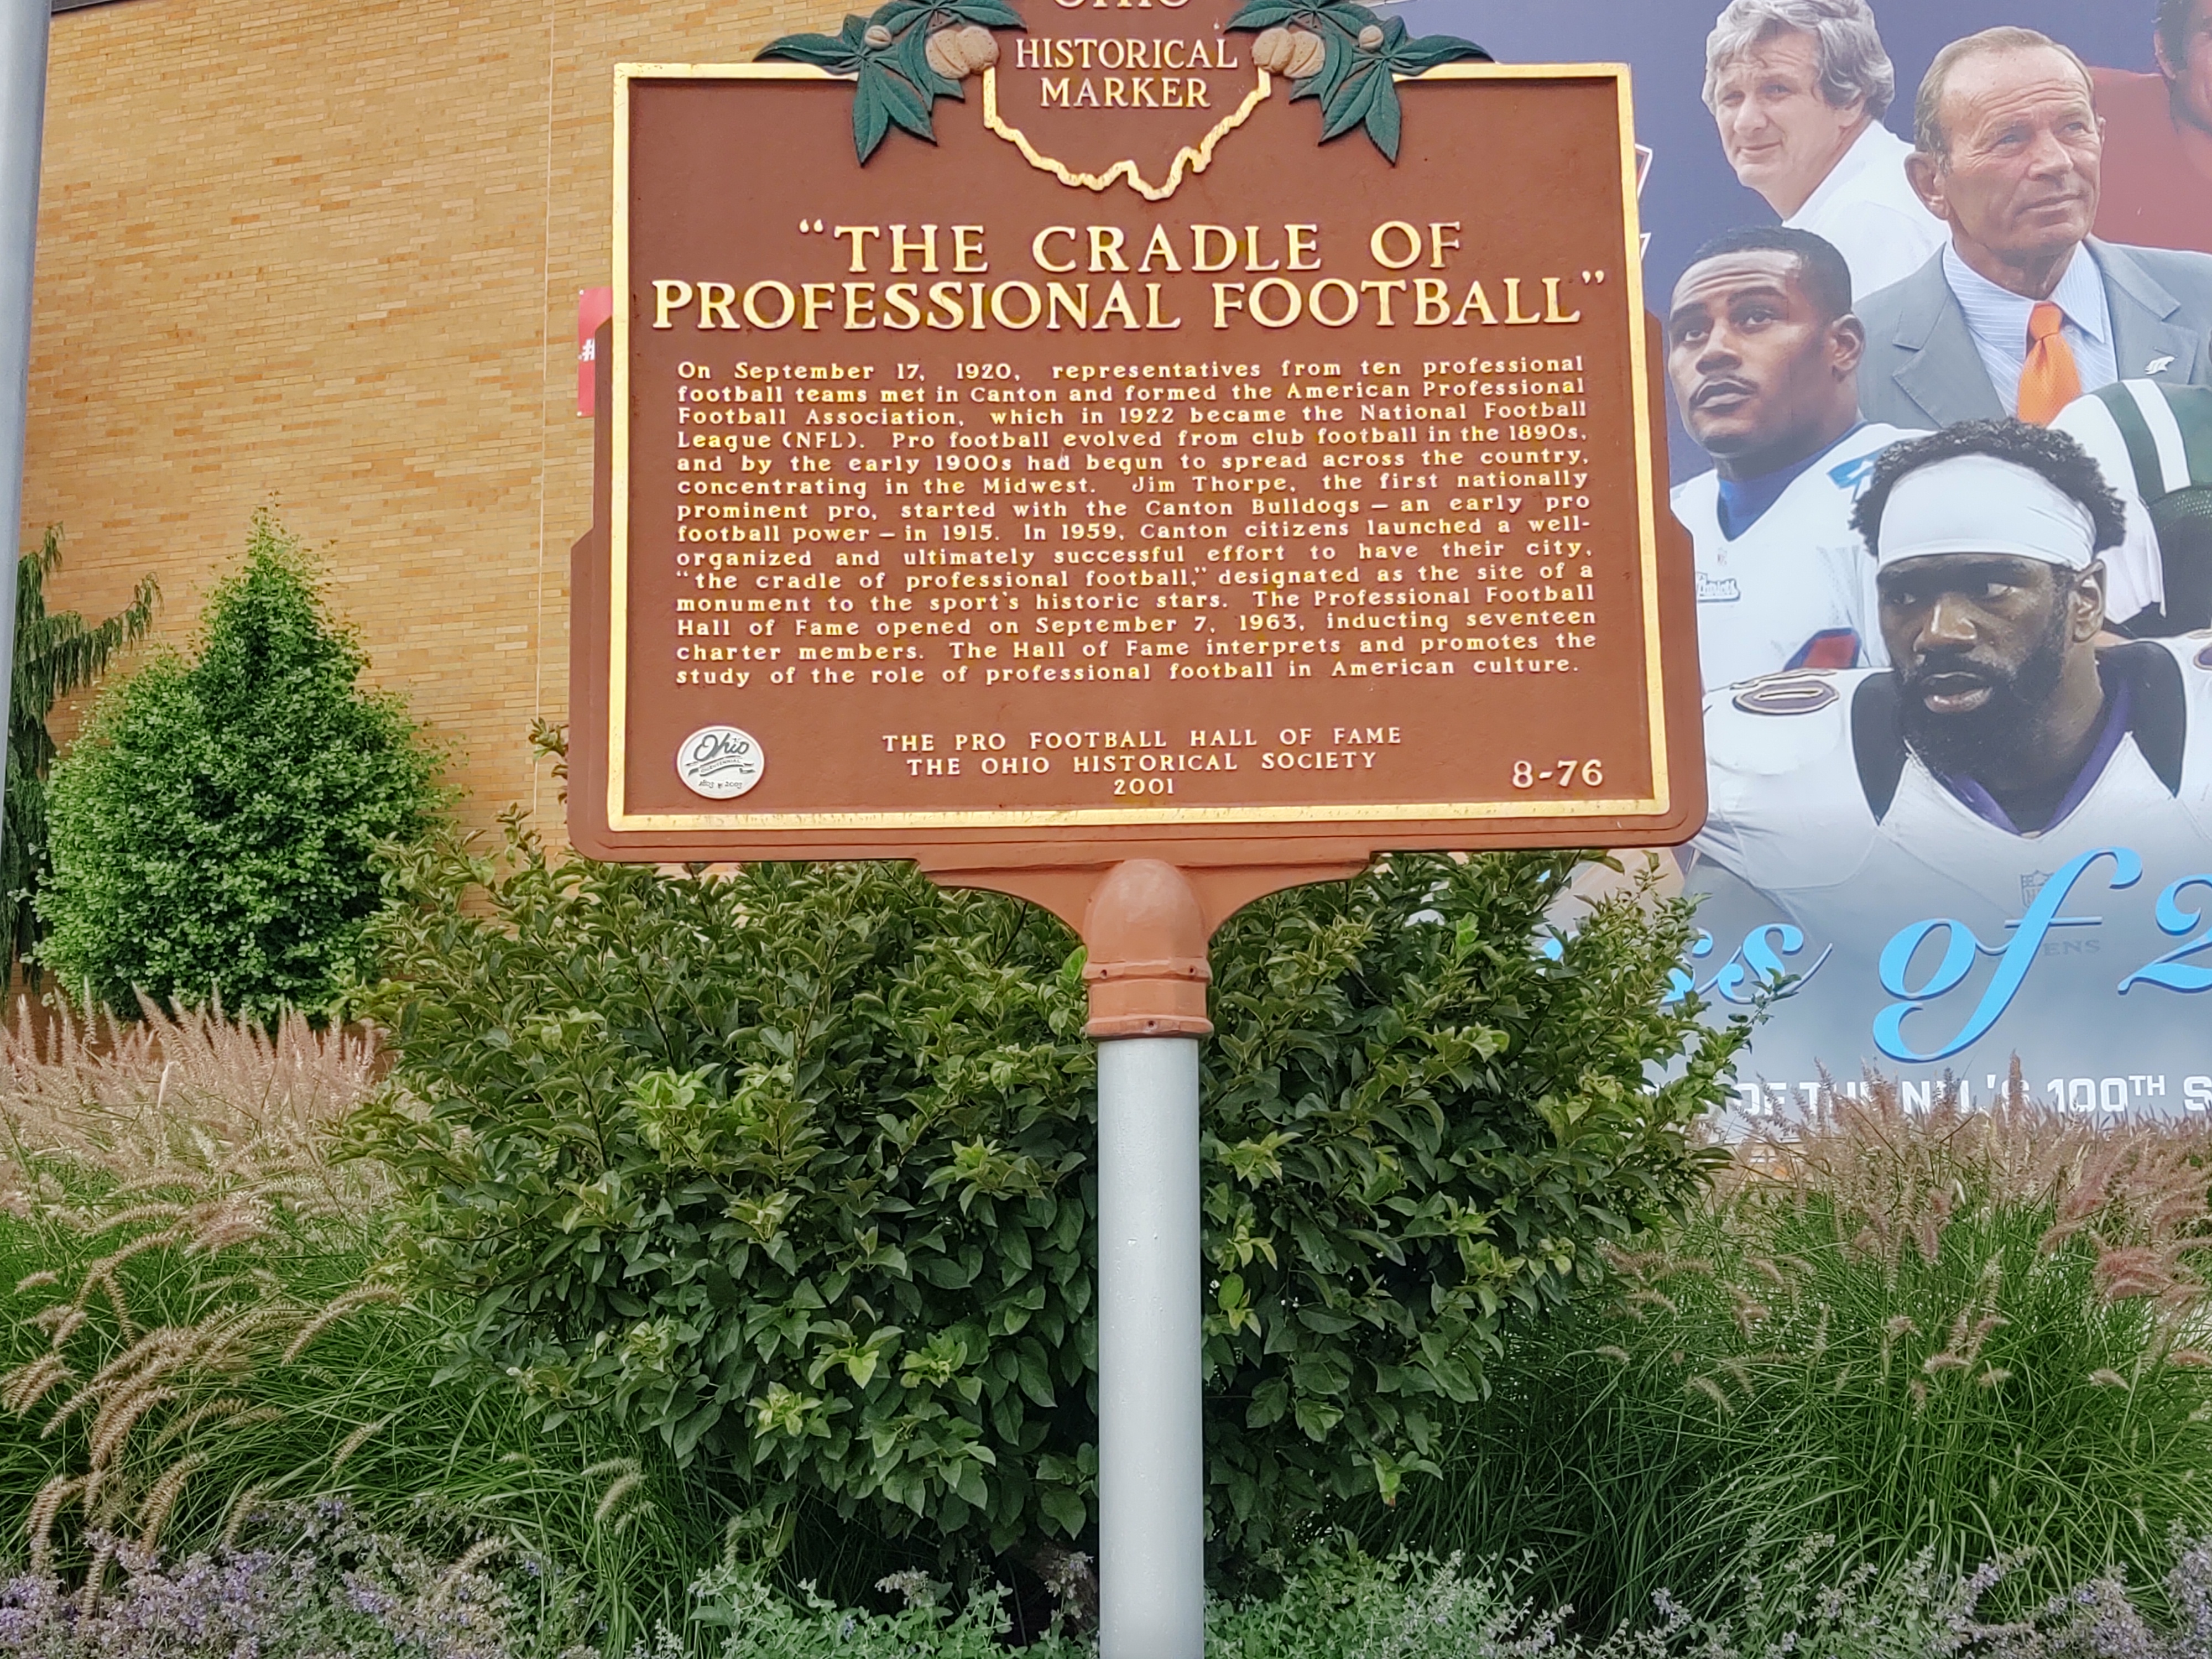 OHIO
HISTORICAL
MARKER
“THE CRADLE OF
PROFESSIONAL FOOTBALL”
On September 17, 1920, representatives from ten professional
football teams met in Canton and formed the American Professional
Football Association, which in 1922 became the National Football
League (NFL). Pro football evolved from club football in the 1890s,
and by the early 1900s had begun to spread across the country,
concentrating in the Midwest. Jim Thorpe, the first nationally
prominent pro, started with the Canton Bulldogs — an early pro
football power — in 1915. In 1959, Canton citizens launched a well-
organized and ultimately successful effort to have their city,
“the cradle of professional football,” designated as the site of a
monument to the sport's historic stars. The Professional Football
Hall of Fame opened on September 7, 1963, inducting seventeen
charter members. The Hall of Fame interprets and promotes the
study of the role of professional football in American culture.
THE PRO FOOTBALL HALL OF FAME
THE OHIO HISTORICAL SOCIETY
2001
8-76
Ohio
#
ss of 2
OF THE NFL'S 100TH S